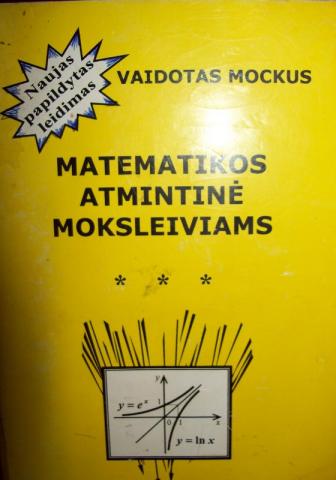 Naujas
papildytas
leidimas
VAIDOTAS MOCKUS
MATEMATIKOS
ATMINTINĖ
MOKSLEIVIAMS
* * *
y
y = eˣ
1
0 1
x
y = ln x